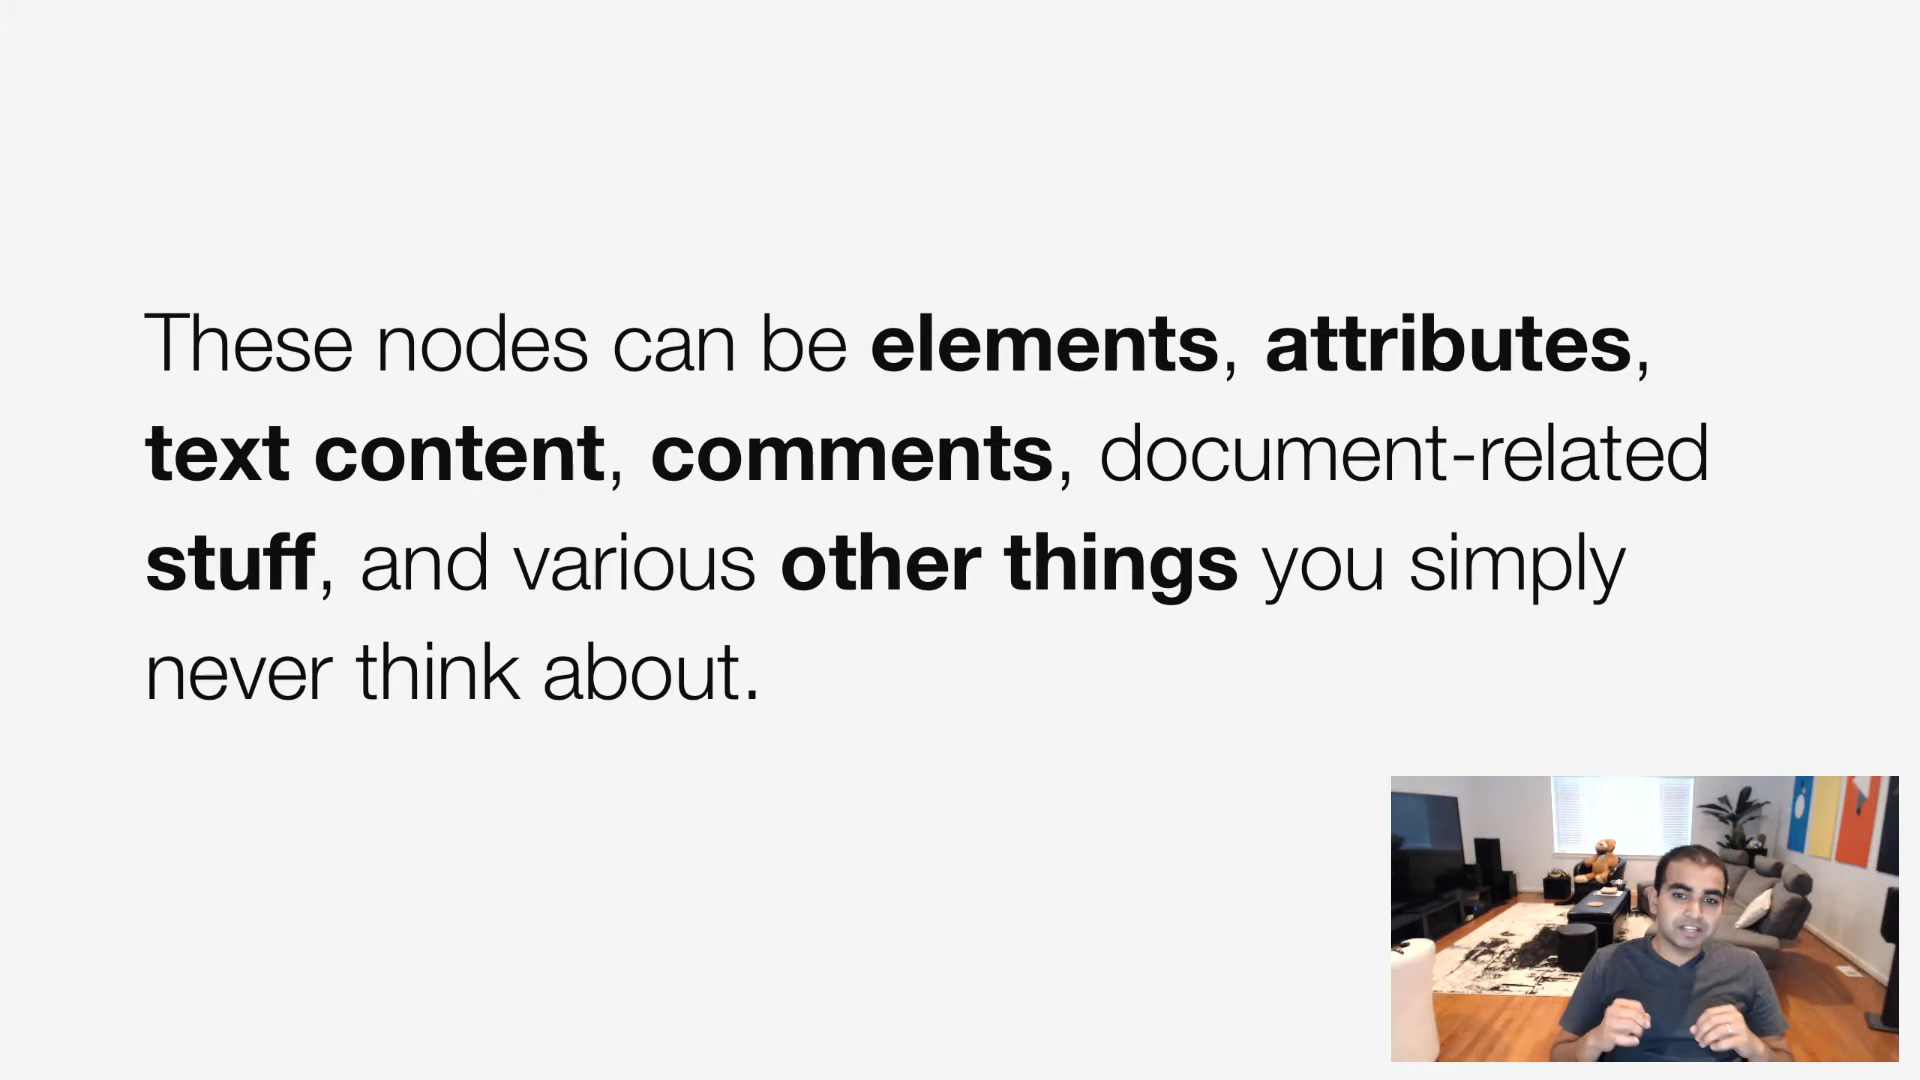 These nodes can be elements, attributes,
text content, comments, document-related
stuff, and various other things you simply
never think about.